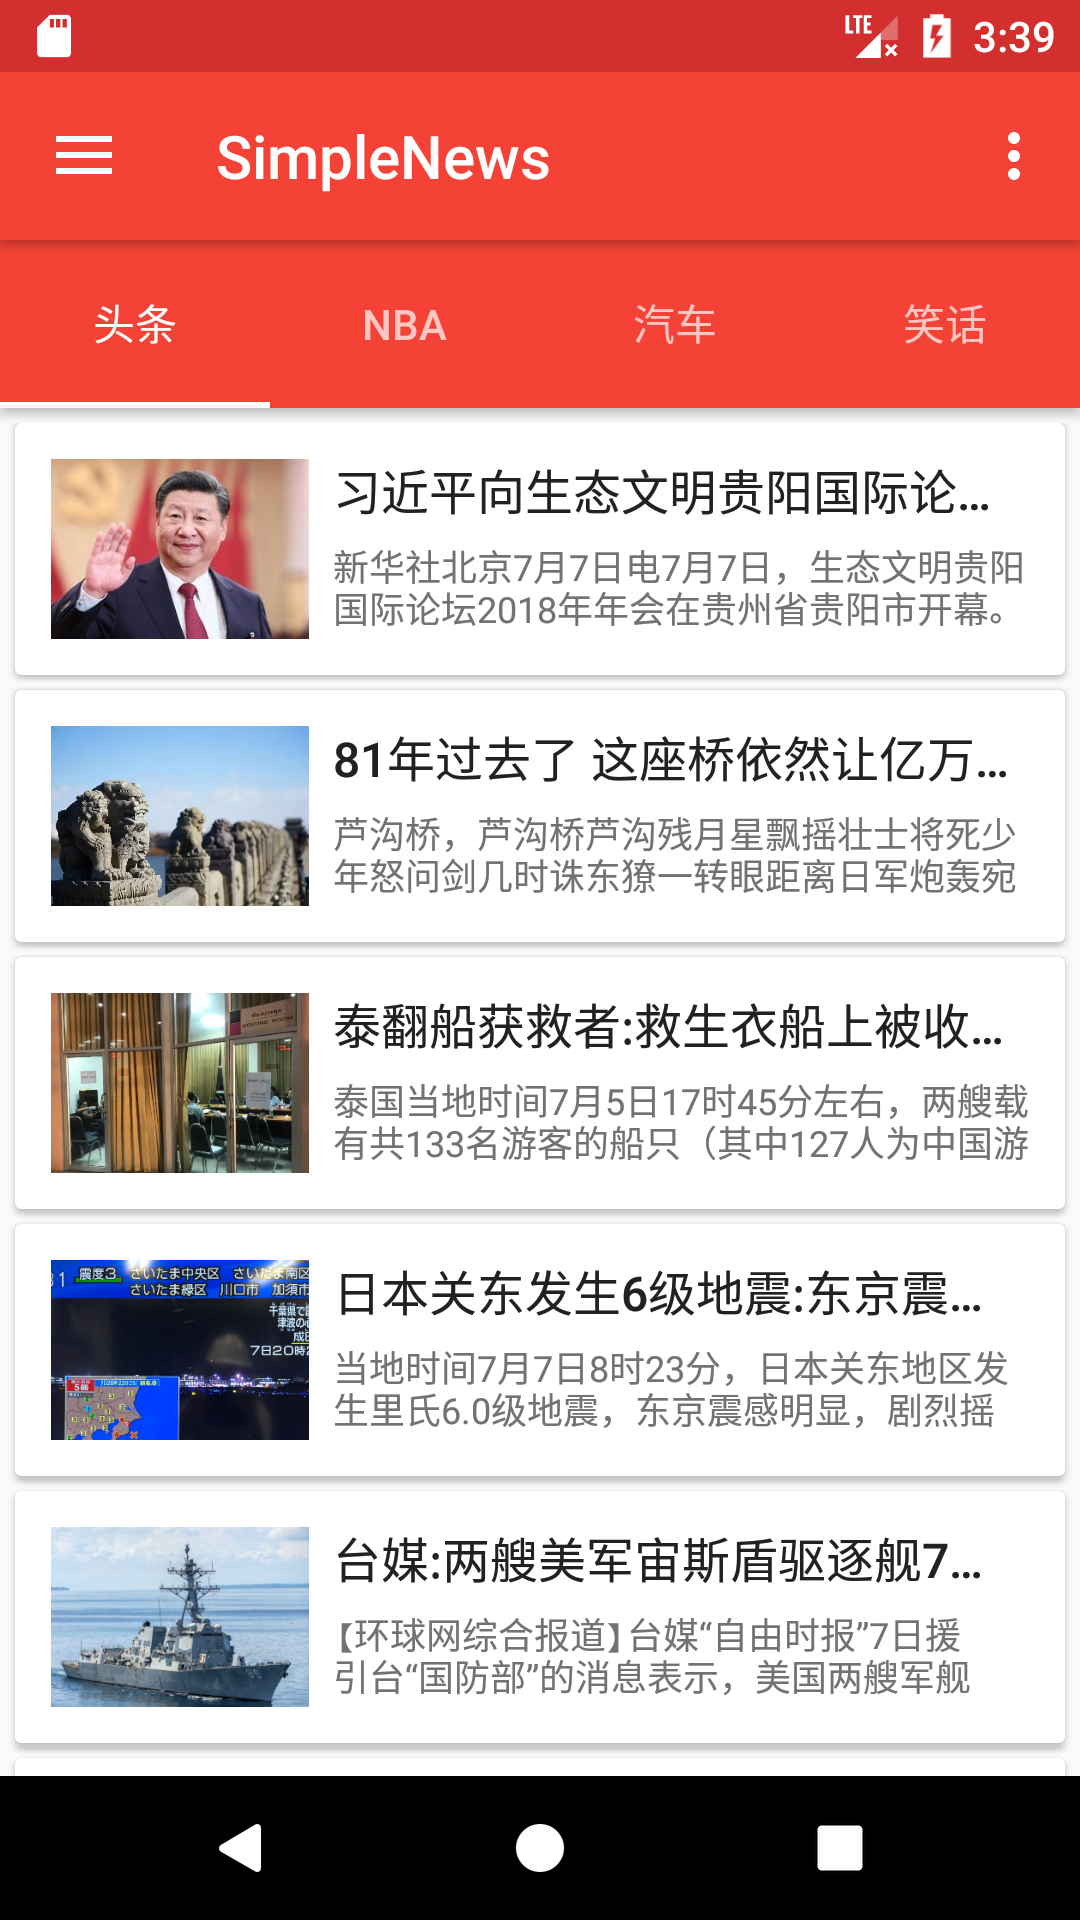 LTE 3:39
SimpleNews
头条 NBA 汽车 笑话
习近平向生态文明贵阳国际论...
新华社北京7月7日电7月7日，生态文明贵阳
国际论坛2018年年会在贵州省贵阳市开幕。
81年过去了 这座桥依然让亿万...
芦沟桥，芦沟桥芦沟残月星飘摇壮士将死少
年怒问剑几时诛东獠一转眼距离日军炮轰宛
MEETING ROOM
泰翻船获救者:救生衣船上被收...
泰国当地时间7月5日17时45分左右，两艘载
有共133名游客的船只（其中127人为中国游
震度3 さいたま中央区 さいたま南区
さいたま緑区 川口市 加須市
千葉県で
津波の
成田
7日20時
日本关东发生6级地震:东京震...
当地时间7月7日8时23分，日本关东地区发
生里氏6.0级地震，东京震感明显，剧烈摇
台媒:两艘美军宙斯盾驱逐舰7...
【环球网综合报道】台媒“自由时报”7日援
引台“国防部”的消息表示，美国两艘军舰